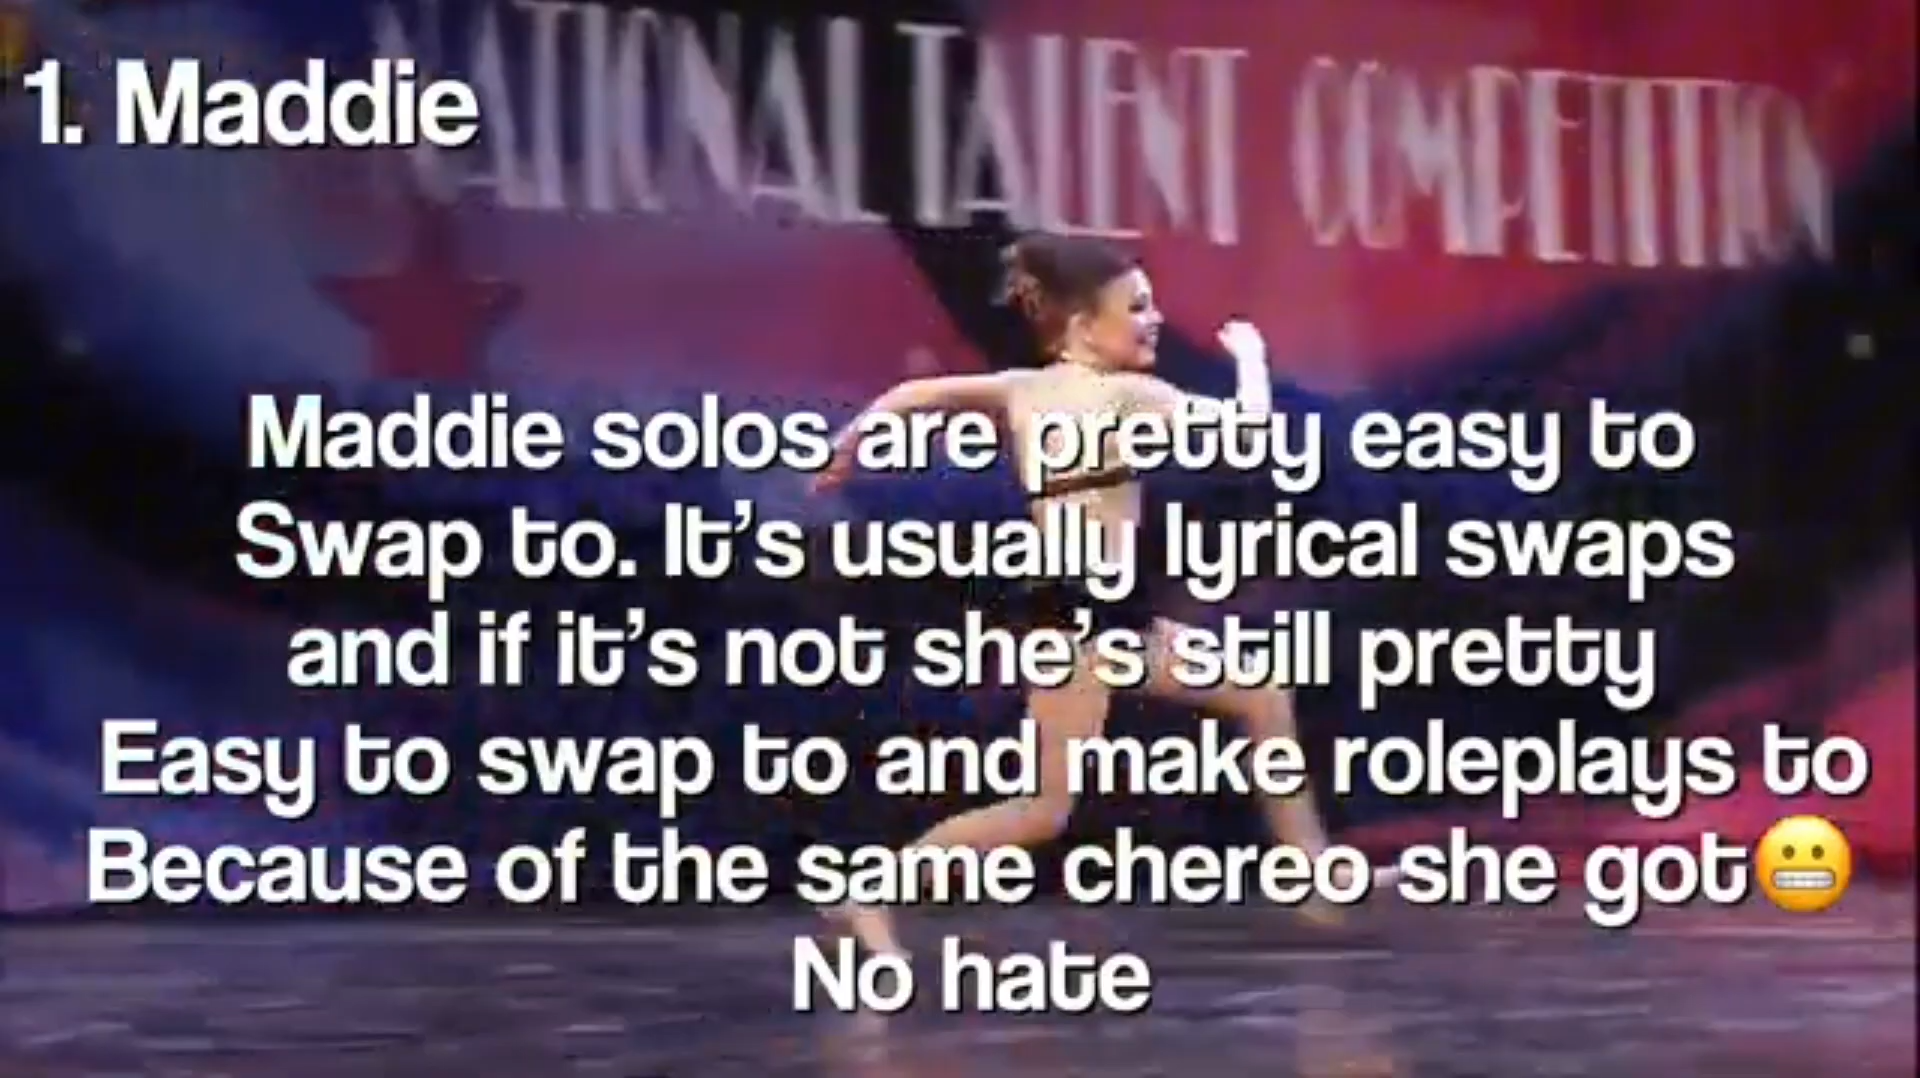 NATIONAL TALENT COMPETITION
1. Maddie
Maddie solos are pretty easy to
Swap to. It’s usually lyrical swaps
and if it’s not she’s still pretty
Easy to swap to and make roleplays to
Because of the same chereo she got😬
No hate